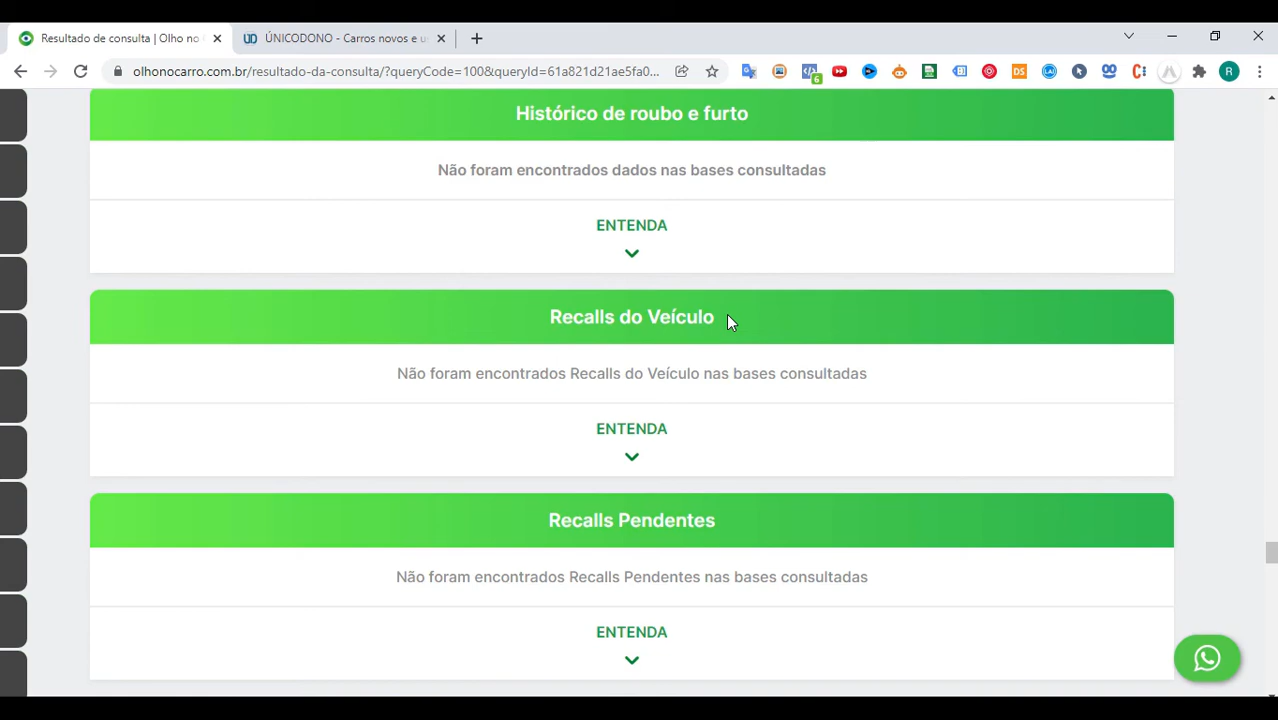 Resultado de consulta | Olho no
ÚNICODONO - Carros novos e u
olhonocarro.com.br/resultado-da-consulta/?queryCode=100&queryId=61a821d21ae5fa0...
Histórico de roubo e furto
Não foram encontrados dados nas bases consultadas
ENTENDA
Recalls do Veículo
Não foram encontrados Recalls do Veículo nas bases consultadas
ENTENDA
Recalls Pendentes
Não foram encontrados Recalls Pendentes nas bases consultadas
ENTENDA